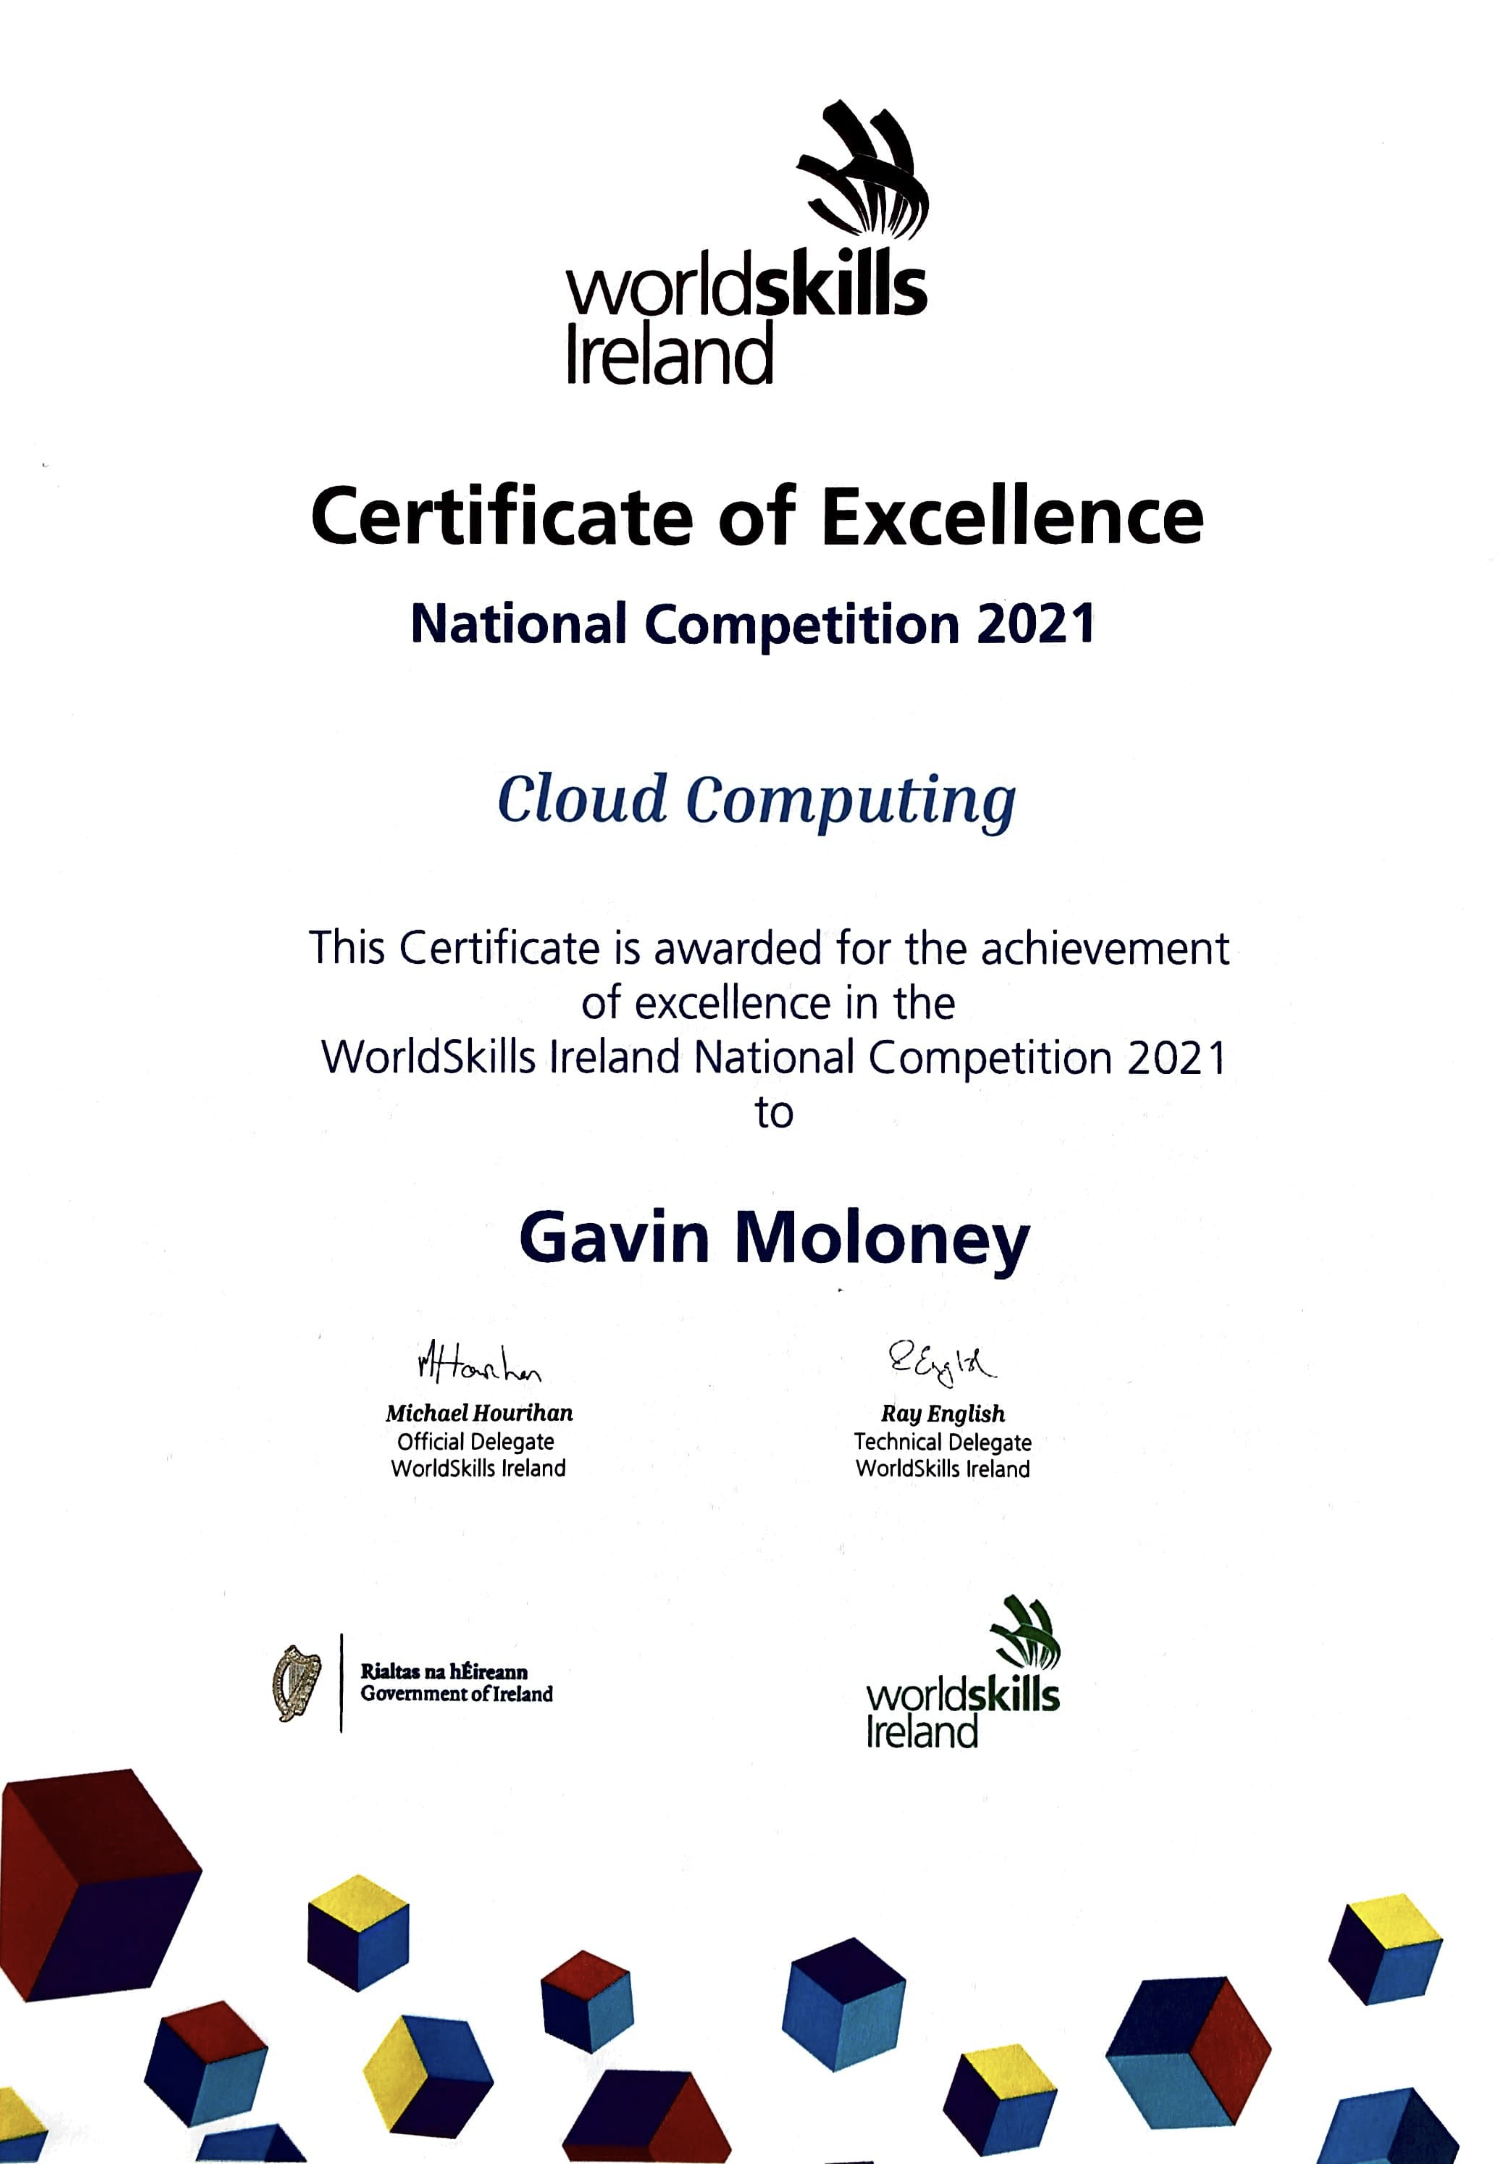 worldskills
Ireland
Certificate of Excellence
National Competition 2021
Cloud Computing
This Certificate is awarded for the achievement
of excellence in the
WorldSkills Ireland National Competition 2021
to
Gavin Moloney
MHourihan
REnglish
Michael Hourihan
Official Delegate
WorldSkills Ireland
Ray English
Technical Delegate
WorldSkills Ireland
Rialtas na hÉireann
Government of Ireland
worldskills
Ireland